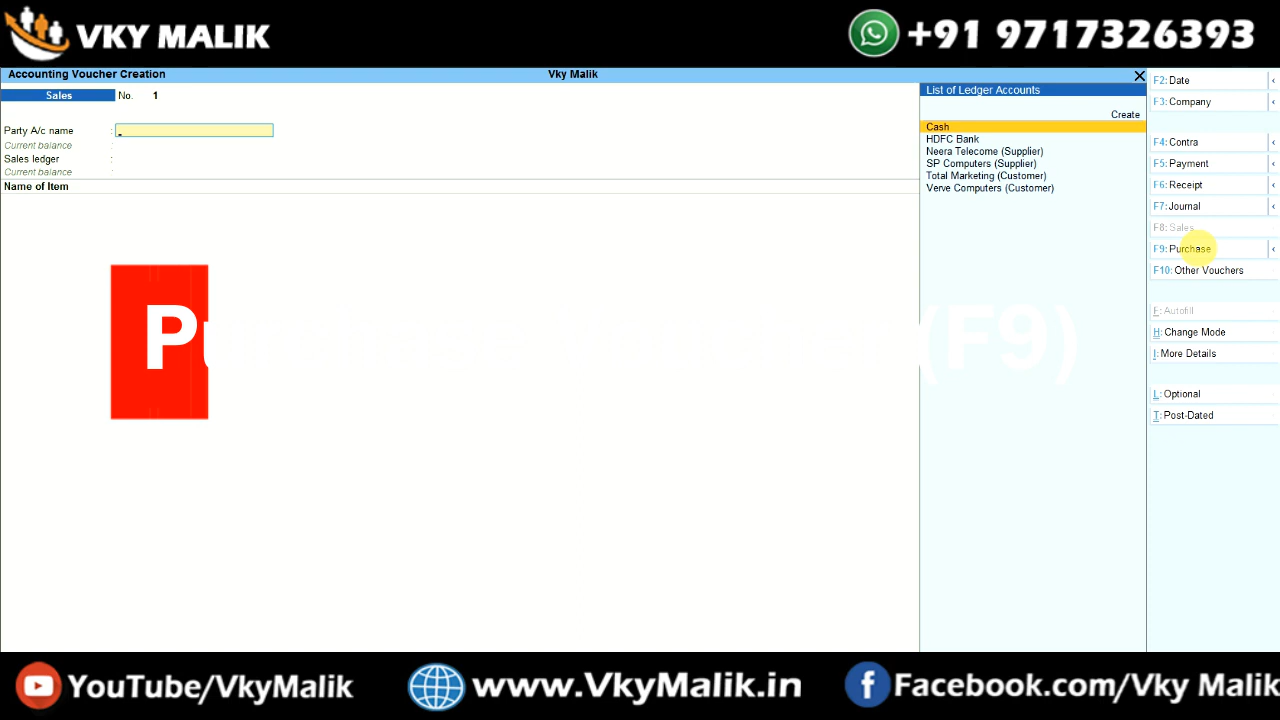 VKY MALIK
+91 9717326393
Accounting Voucher Creation
Vky Malik
Sales No. 1
Party A/c name :
Current balance :
Sales ledger :
Current balance :
Name of Item
List of Ledger Accounts
Create
Cash
HDFC Bank
Neera Telecome (Supplier)
SP Computers (Supplier)
Total Marketing (Customer)
Verve Computers (Customer)
F2: Date
F3: Company
F4: Contra
F5: Payment
F6: Receipt
F7: Journal
F8: Sales
F9: Purchase
F10: Other Vouchers
F: Autofill
H: Change Mode
I: More Details
L: Optional
T: Post-Dated
(F9)
YouTube/VkyMalik
www.VkyMalik.in
Facebook.com/Vky Malik